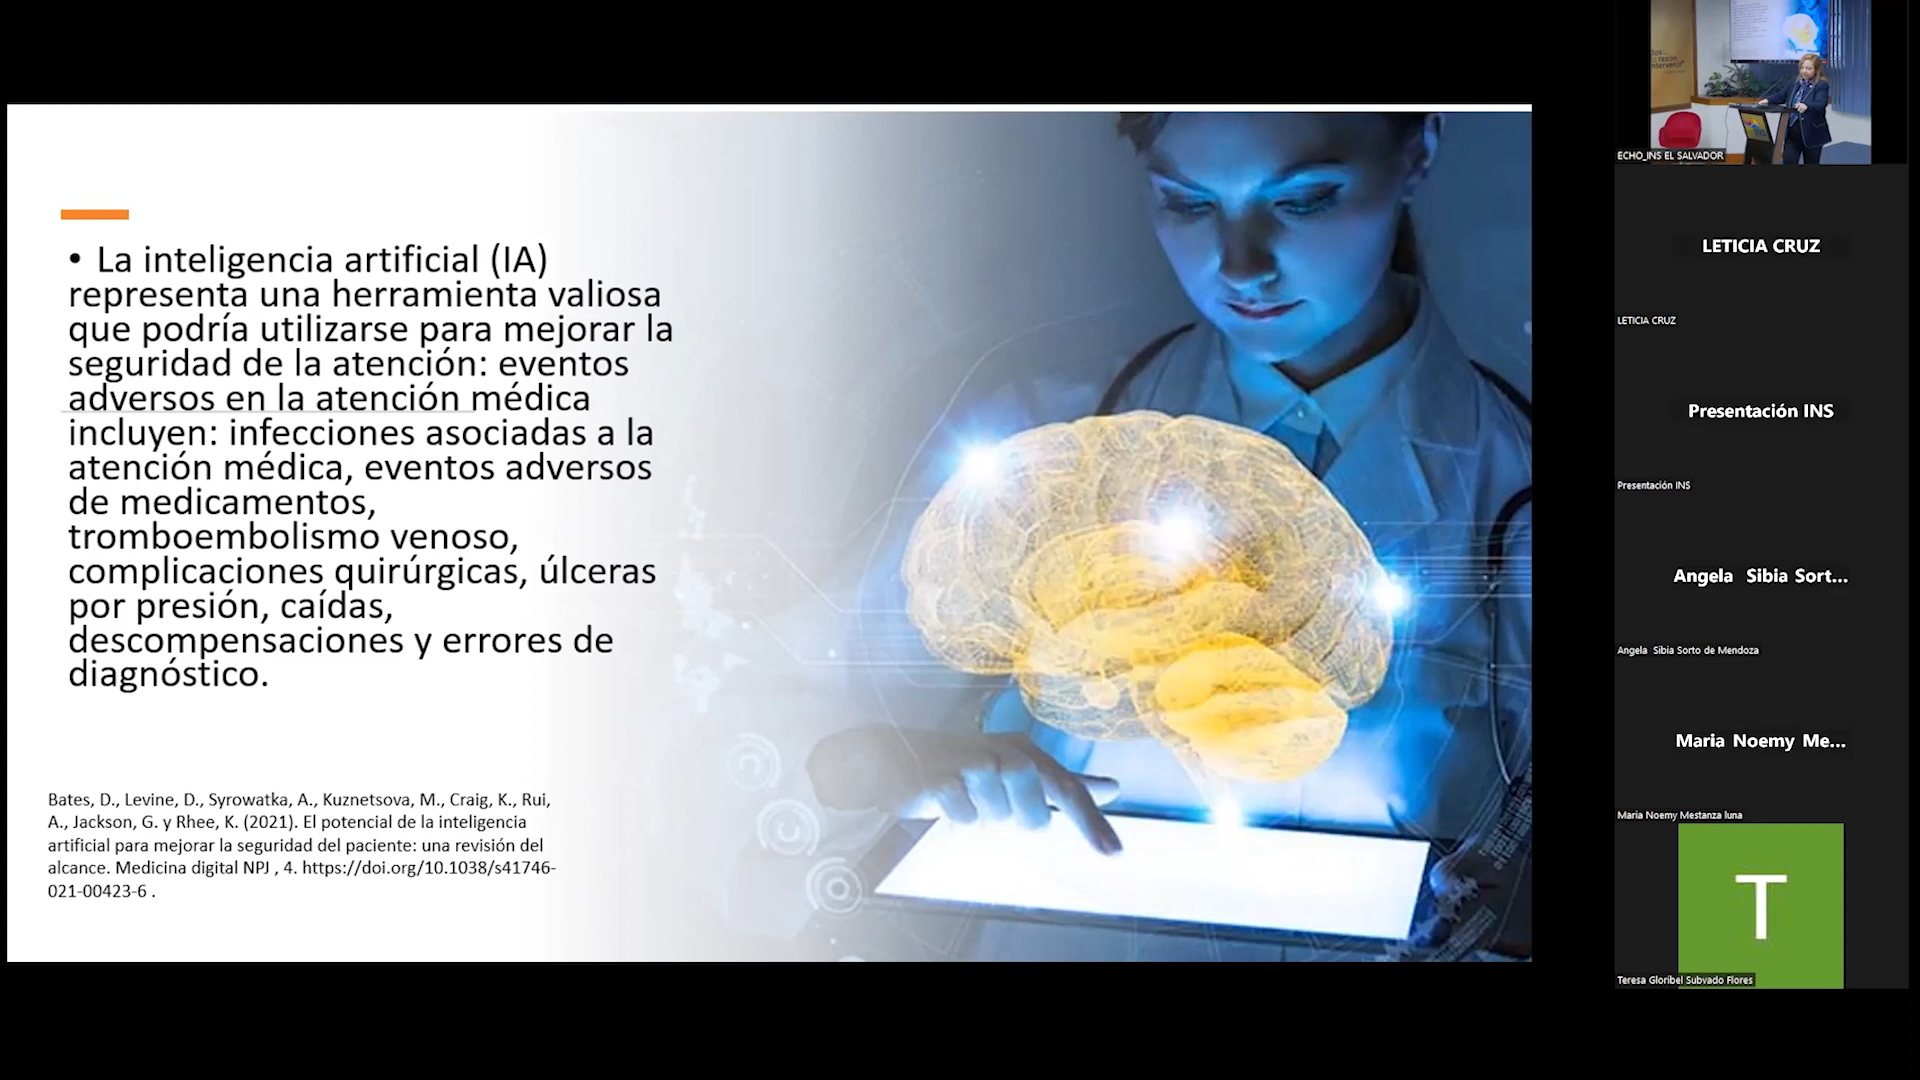 • La inteligencia artificial (IA)
representa una herramienta valiosa
que podría utilizarse para mejorar la
seguridad de la atención: eventos
adversos en la atención médica
incluyen: infecciones asociadas a la
atención médica, eventos adversos
de medicamentos,
tromboembolismo venoso,
complicaciones quirúrgicas, úlceras
por presión, caídas,
descompensaciones y errores de
diagnóstico.
Bates, D., Levine, D., Syrowatka, A., Kuznetsova, M., Craig, K., Rui,
A., Jackson, G. y Rhee, K. (2021). El potencial de la inteligencia
artificial para mejorar la seguridad del paciente: una revisión del
alcance. Medicina digital NPJ , 4. https://doi.org/10.1038/s41746-
021-00423-6 .
razón
ECHO_INS EL SALVADOR
LETICIA CRUZ
LETICIA CRUZ
Presentación INS
Presentación INS
Angela Sibia Sort...
Angela Sibia Sorto de Mendoza
Maria Noemy Me...
Maria Noemy Mestanza luna
T
Teresa Gloribel Subvado Flores